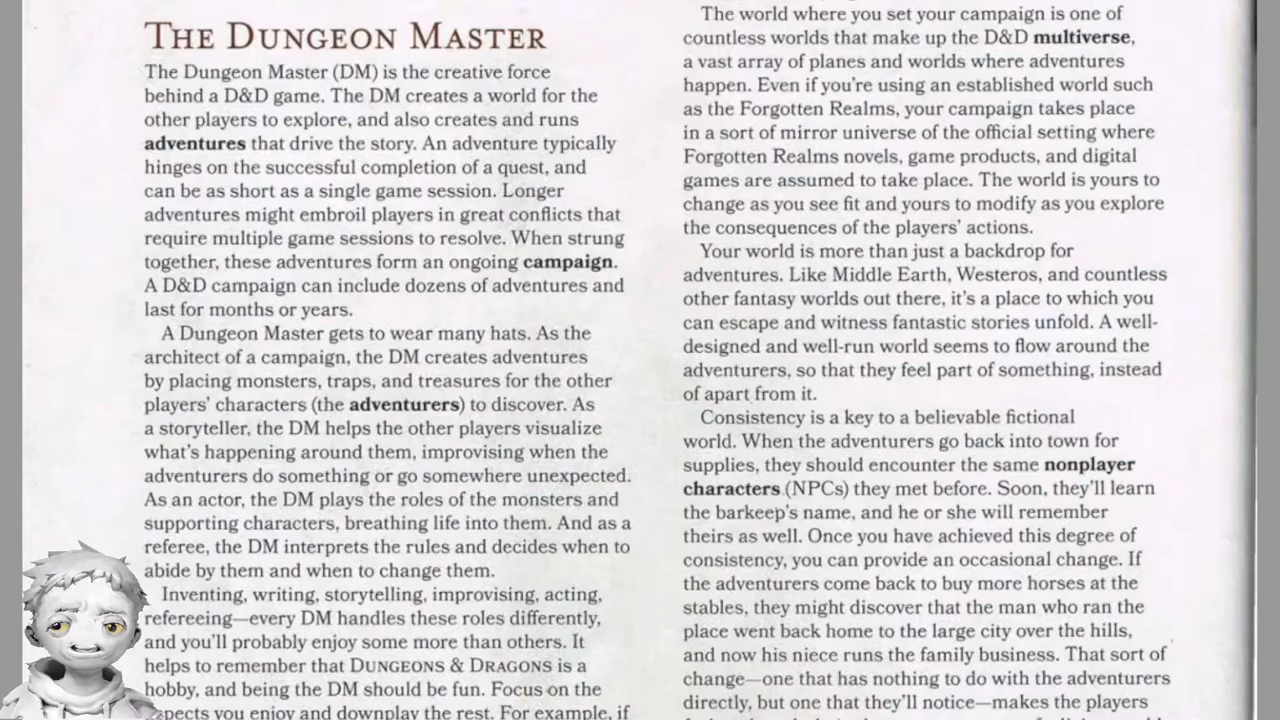 THE DUNGEON MASTER
The Dungeon Master (DM) is the creative force
behind a D&D game. The DM creates a world for the
other players to explore, and also creates and runs
adventures that drive the story. An adventure typically
hinges on the successful completion of a quest, and
can be as short as a single game session. Longer
adventures might embroil players in great conflicts that
require multiple game sessions to resolve. When strung
together, these adventures form an ongoing campaign.
A D&D campaign can include dozens of adventures and
last for months or years.
A Dungeon Master gets to wear many hats. As the
architect of a campaign, the DM creates adventures
by placing monsters, traps, and treasures for the other
players' characters (the adventurers) to discover. As
a storyteller, the DM helps the other players visualize
what's happening around them, improvising when the
adventurers do something or go somewhere unexpected.
As an actor, the DM plays the roles of the monsters and
supporting characters, breathing life into them. And as a
referee, the DM interprets the rules and decides when to
abide by them and when to change them.
Inventing, writing, storytelling, improvising, acting,
refereeing—every DM handles these roles differently,
and you'll probably enjoy some more than others. It
helps to remember that DUNGEONS & DRAGONS is a
hobby, and being the DM should be fun. Focus on the
you enjoy and downplay the rest. For example, if
The world where you set your campaign is one of
countless worlds that make up the D&D multiverse,
a vast array of planes and worlds where adventures
happen. Even if you're using an established world such
as the Forgotten Realms, your campaign takes place
in a sort of mirror universe of the official setting where
Forgotten Realms novels, game products, and digital
games are assumed to take place. The world is yours to
change as you see fit and yours to modify as you explore
the consequences of the players' actions.
Your world is more than just a backdrop for
adventures. Like Middle Earth, Westeros, and countless
other fantasy worlds out there, it's a place to which you
can escape and witness fantastic stories unfold. A well-
designed and well-run world seems to flow around the
adventurers, so that they feel part of something, instead
of apart from it.
Consistency is a key to a believable fictional
world. When the adventurers go back into town for
supplies, they should encounter the same nonplayer
characters (NPCs) they met before. Soon, they'll learn
the barkeep's name, and he or she will remember
theirs as well. Once you have achieved this degree of
consistency, you can provide an occasional change. If
the adventurers come back to buy more horses at the
stables, they might discover that the man who ran the
place went back home to the large city over the hills,
and now his niece runs the family business. That sort of
change—one that has nothing to do with the adventurers
directly, but one that they'll notice—makes the players